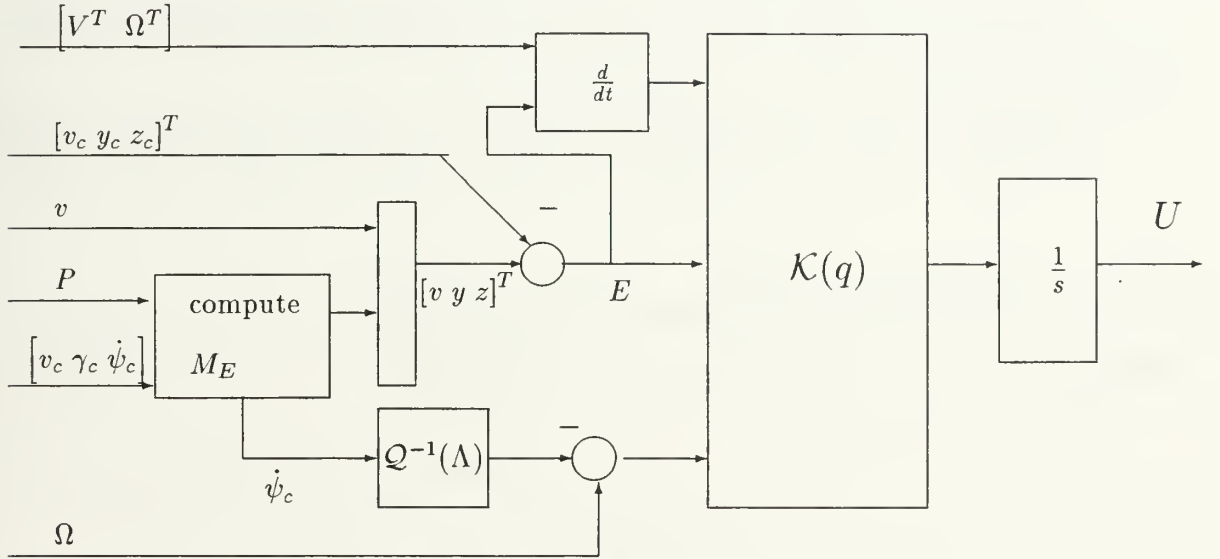 [V^T Ω^T]
d/dt
[v_c y_c z_c]^T
−
v
[v y z]^T
E
K(q)
1/s
U
P
compute
M_E
[v_c γ_c ψ̇_c]
ψ̇_c
Q^{-1}(Λ)
−
Ω